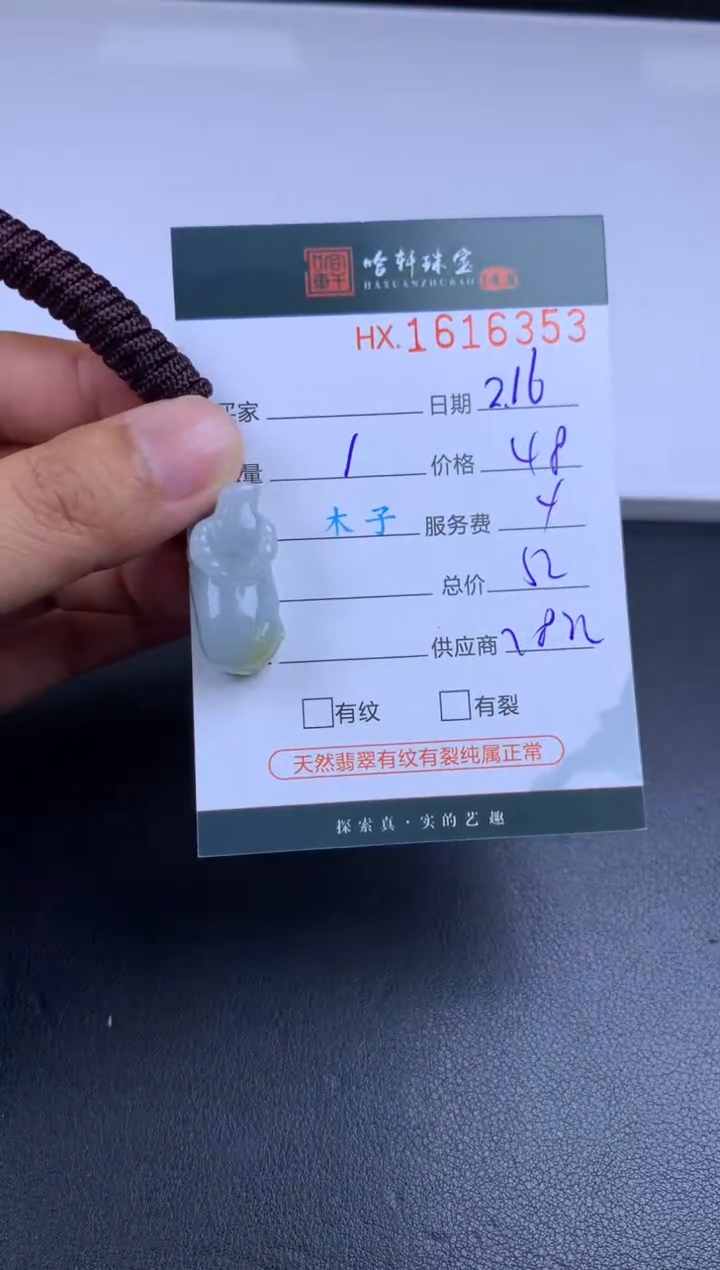 哈轩珠宝
HAXUANZHUBAO
HX.1616353
买家 日期 2.16
量 1 价格 48
木子 服务费 4
总价 52
供应商
有纹 有裂
天然翡翠有纹有裂纯属正常
探索真·实的艺趣